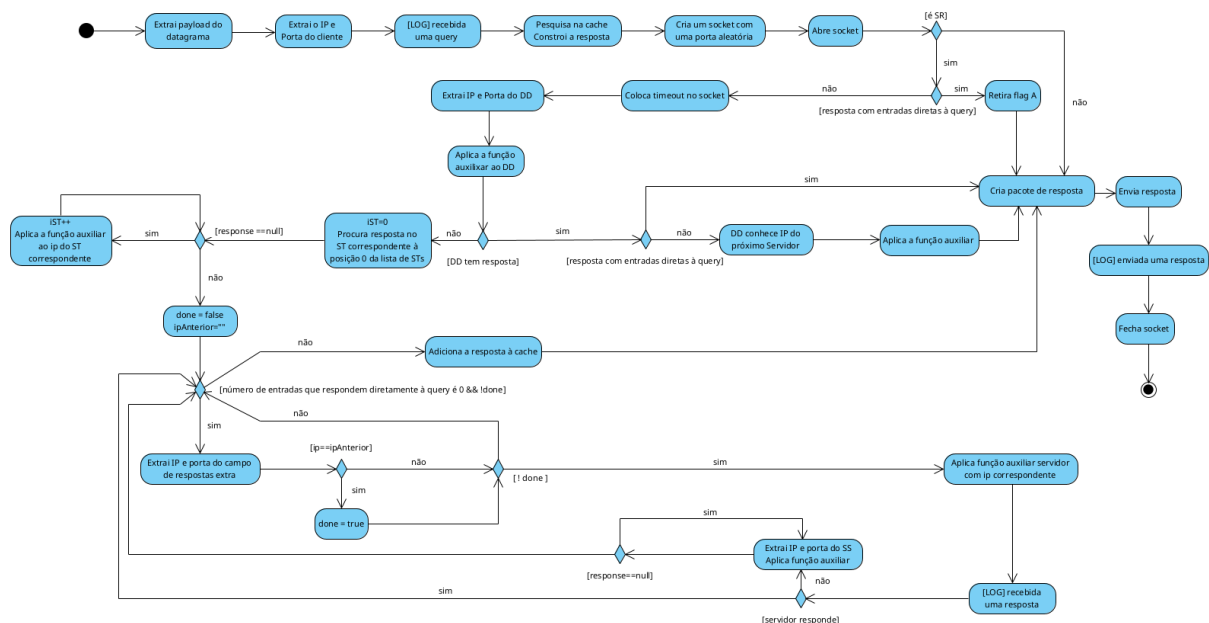 Extrai payload do
datagrama
Extrai o IP e
Porta do cliente
[LOG] recebida
uma query
Pesquisa na cache
Constroi a resposta
Cria um socket com
uma porta aleatória
Abre socket
[é SR]
sim
não
Extrai IP e Porta do DD
Coloca timeout no socket
não
sim
Retira flag A
[resposta com entradas diretas à query]
Aplica a função
auxilixar ao DD
sim
Cria pacote de resposta
Envia resposta
iST++
Aplica a função auxiliar
ao ip do ST
correspondente
sim
[response ==null]
iST=0
Procura resposta no
ST correspondente à
posição 0 da lista de STs
não
sim
[DD tem resposta]
não
[resposta com entradas diretas à query]
DD conhece IP do
próximo Servidor
Aplica a função auxiliar
[LOG] enviada uma resposta
não
done = false
ipAnterior=""
Fecha socket
não
Adiciona a resposta à cache
[número de entradas que respondem diretamente à query é 0 && !done]
não
sim
Extrai IP e porta do campo
de respostas extra
[ip==ipAnterior]
não
sim
[ ! done ]
sim
Aplica função auxiliar servidor
com ip correspondente
done = true
sim
Extrai IP e porta do SS
Aplica função auxiliar
[response==null]
não
sim
[LOG] recebida
uma resposta
[servidor responde]